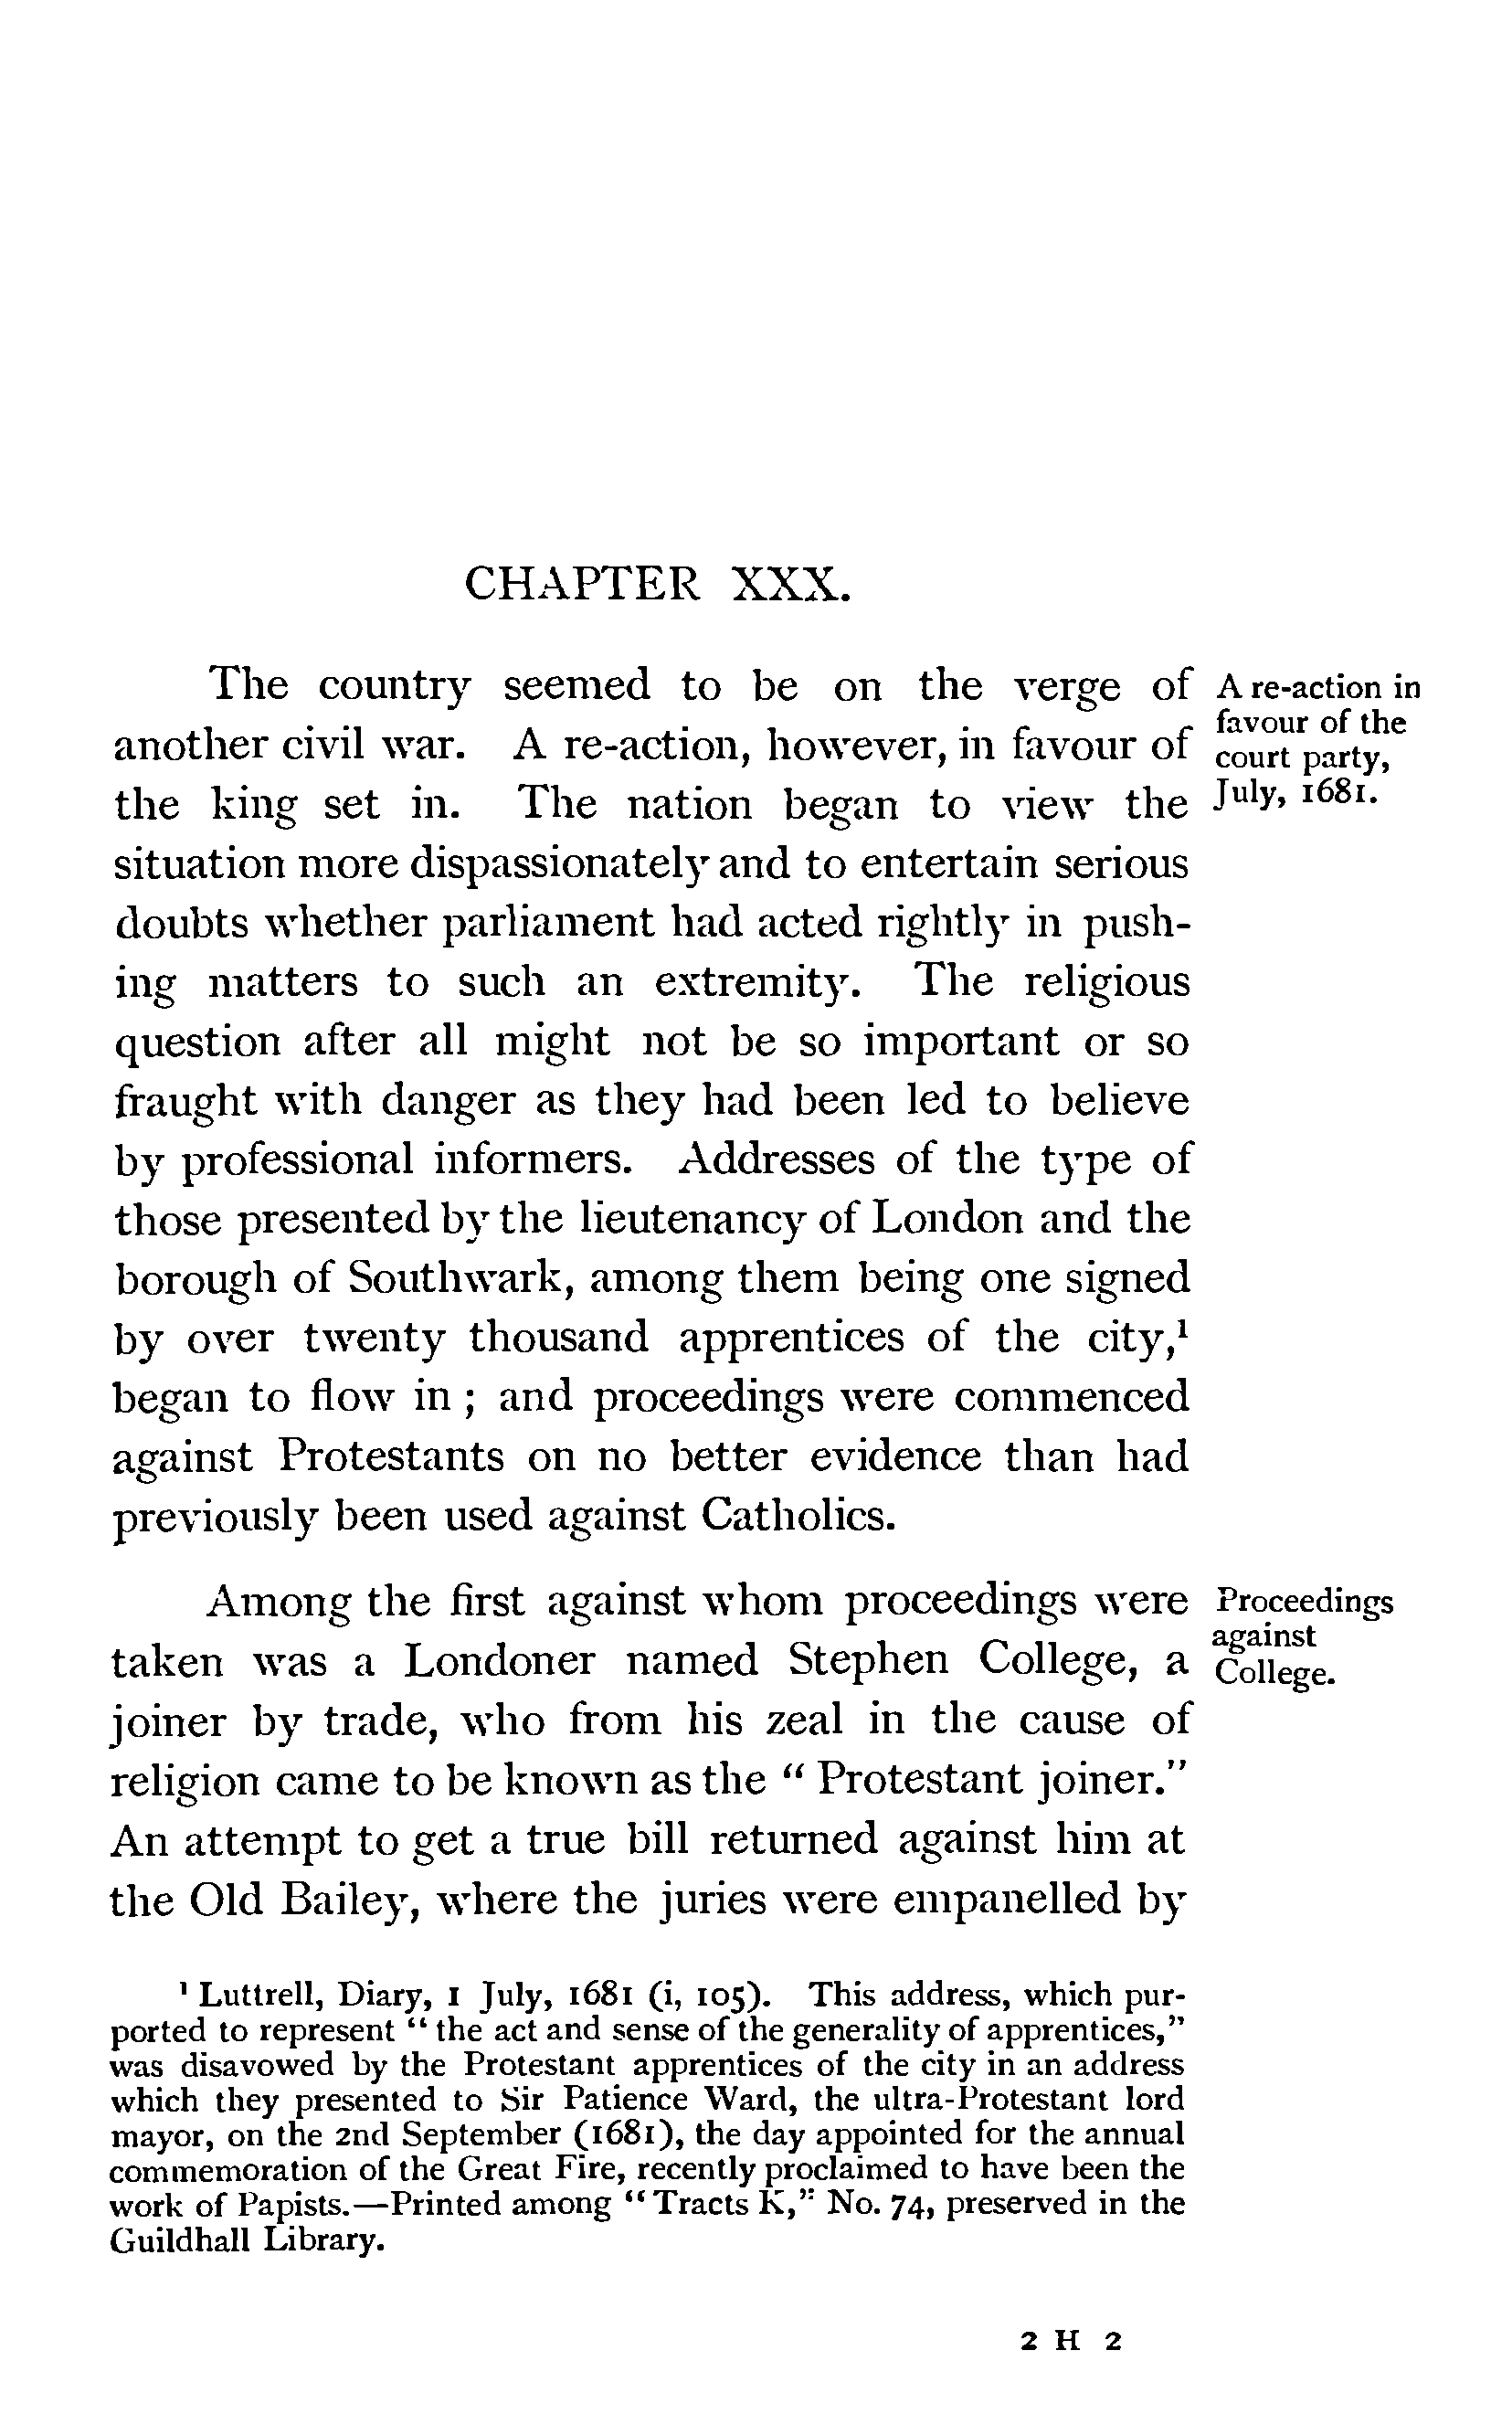 CHAPTER XXX.
The country seemed to be on the verge of
another civil war. A re-action, however, in favour of
the king set in. The nation began to view the
situation more dispassionately and to entertain serious
doubts whether parliament had acted rightly in push-
ing matters to such an extremity. The religious
question after all might not be so important or so
fraught with danger as they had been led to believe
by professional informers. Addresses of the type of
those presented by the lieutenancy of London and the
borough of Southwark, among them being one signed
by over twenty thousand apprentices of the city,¹
began to flow in ; and proceedings were commenced
against Protestants on no better evidence than had
previously been used against Catholics.
A re-action in
favour of the
court party,
July, 1681.
Among the first against whom proceedings were
taken was a Londoner named Stephen College, a
joiner by trade, who from his zeal in the cause of
religion came to be known as the “ Protestant joiner.”
An attempt to get a true bill returned against him at
the Old Bailey, where the juries were empanelled by
Proceedings
against
College.
¹ Luttrell, Diary, 1 July, 1681 (i, 105). This address, which pur-
ported to represent “ the act and sense of the generality of apprentices,”
was disavowed by the Protestant apprentices of the city in an address
which they presented to Sir Patience Ward, the ultra-Protestant lord
mayor, on the 2nd September (1681), the day appointed for the annual
commemoration of the Great Fire, recently proclaimed to have been the
work of Papists.—Printed among “ Tracts K,” No. 74, preserved in the
Guildhall Library.
2 H 2